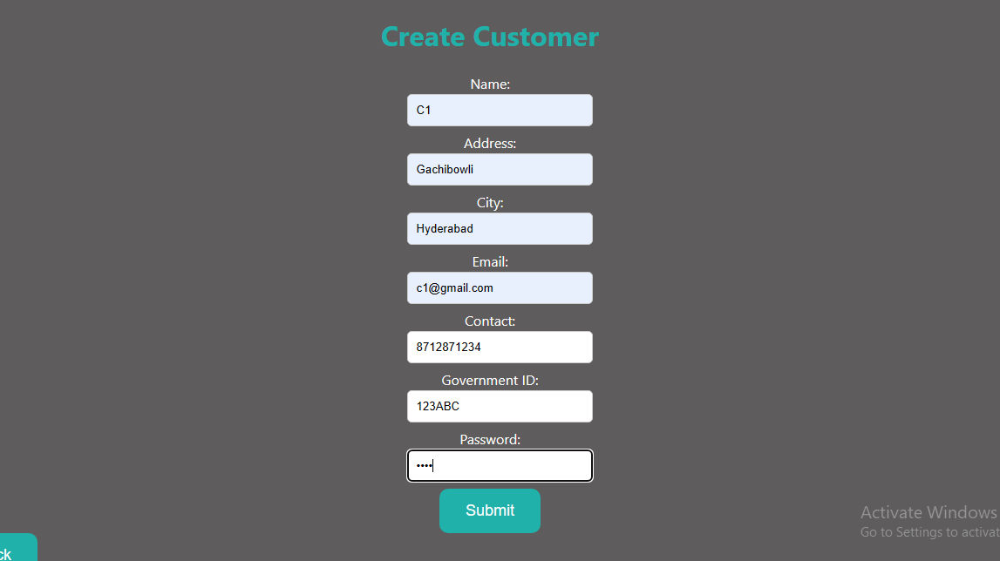 Create Customer
Name:
C1
Address:
Gachibowli
City:
Hyderabad
Email:
c1@gmail.com
Contact:
8712871234
Government ID:
123ABC
Password:
••••
Submit
Activate Windows
Go to Settings to activat
ck